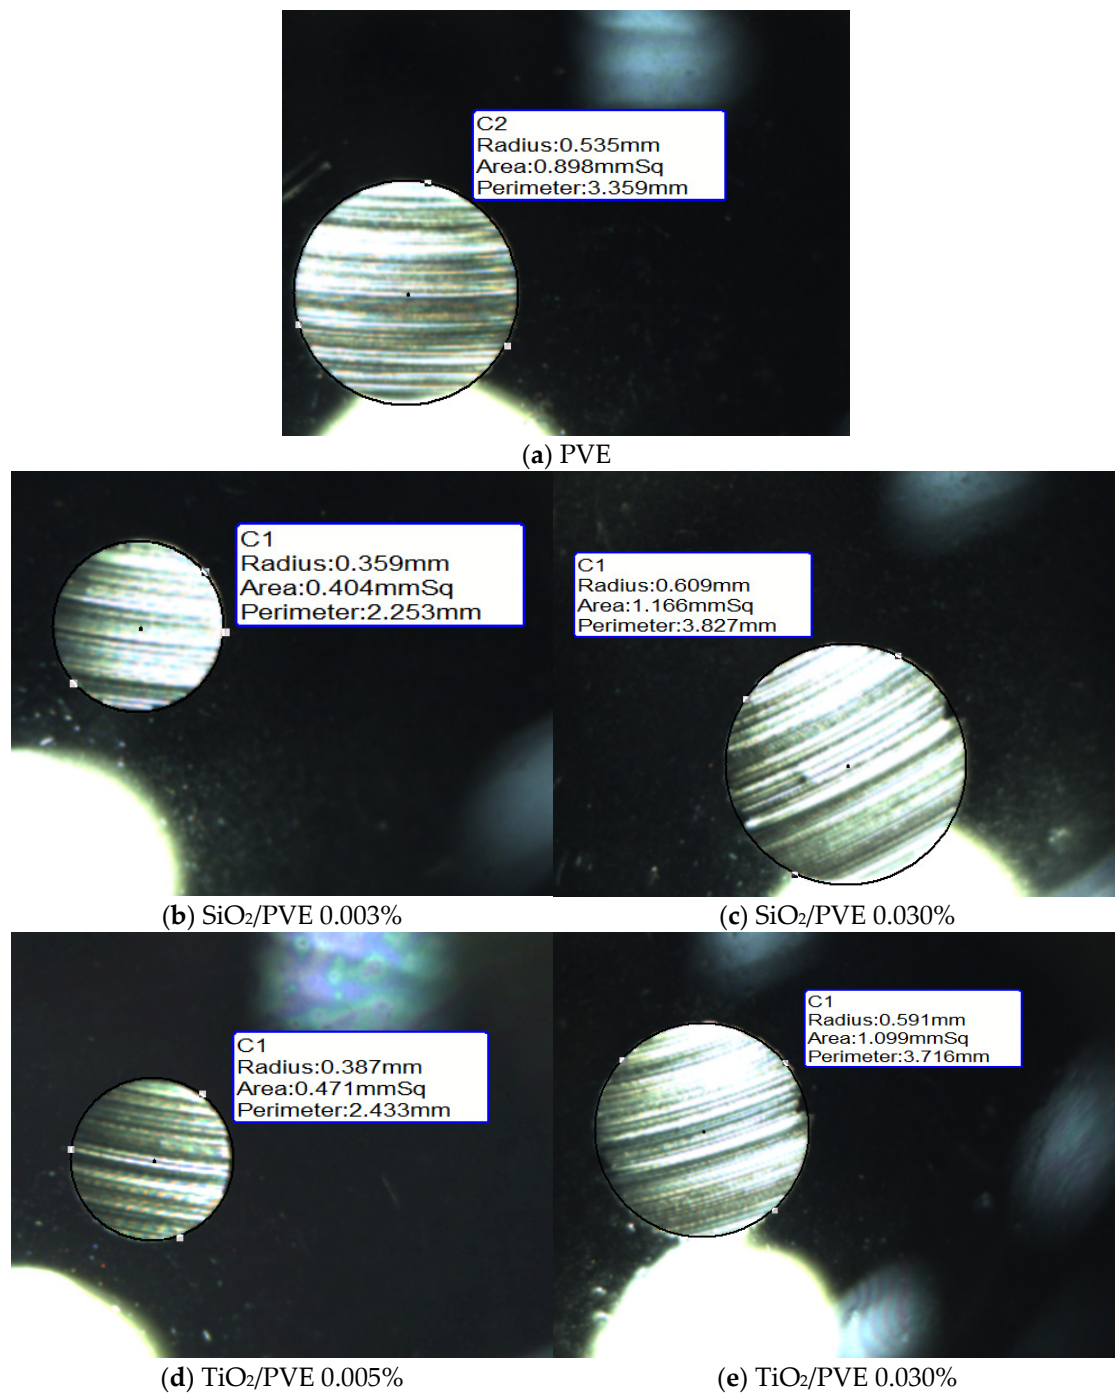 C2
Radius:0.535mm
Area:0.898mmSq
Perimeter:3.359mm
(a) PVE
C1
Radius:0.359mm
Area:0.404mmSq
Perimeter:2.253mm
C1
Radius:0.609mm
Area:1.166mmSq
Perimeter:3.827mm
(b) SiO₂/PVE 0.003%
(c) SiO₂/PVE 0.030%
C1
Radius:0.387mm
Area:0.471mmSq
Perimeter:2.433mm
C1
Radius:0.591mm
Area:1.099mmSq
Perimeter:3.716mm
(d) TiO₂/PVE 0.005%
(e) TiO₂/PVE 0.030%